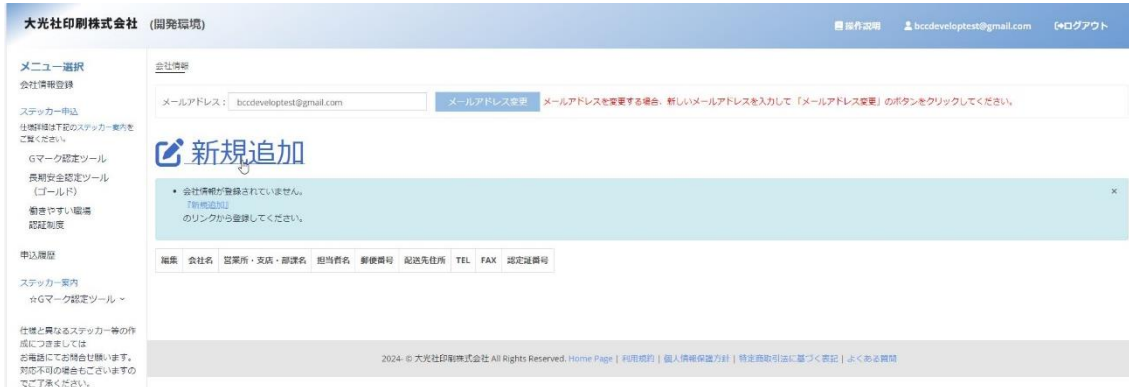 大光社印刷株式会社 (開発環境)
操作説明 bccdeveloptest@gmail.com ログアウト
メニュー選択
会社情報登録
ステッカー申込
仕様詳細は下記のステッカー案内を
ご覧ください。
Gマーク認定ツール
長期安全認定ツール
(ゴールド)
働きやすい職場
認証制度
申込履歴
ステッカー案内
☆Gマーク認定ツール
仕様と異なるステッカー等の作
成につきましては
お電話にてお問合せ願います。
対応不可の場合もございますの
でご了承ください。
会社情報
メールアドレス: bccdeveloptest@gmail.com メールアドレス変更 メールアドレスを変更する場合、新しいメールアドレスを入力して「メールアドレス変更」のボタンをクリックしてください。
新規追加
• 会社情報が登録されていません。
『新規追加』
のリンクから登録してください。
×
編集 会社名 営業所・支店・部課名 担当者名 郵便番号 配送先住所 TEL FAX 認定証番号
2024- © 大光社印刷株式会社 All Rights Reserved. Home Page | 利用規約 | 個人情報保護方針 | 特定商取引法に基づく表記 | よくある質問